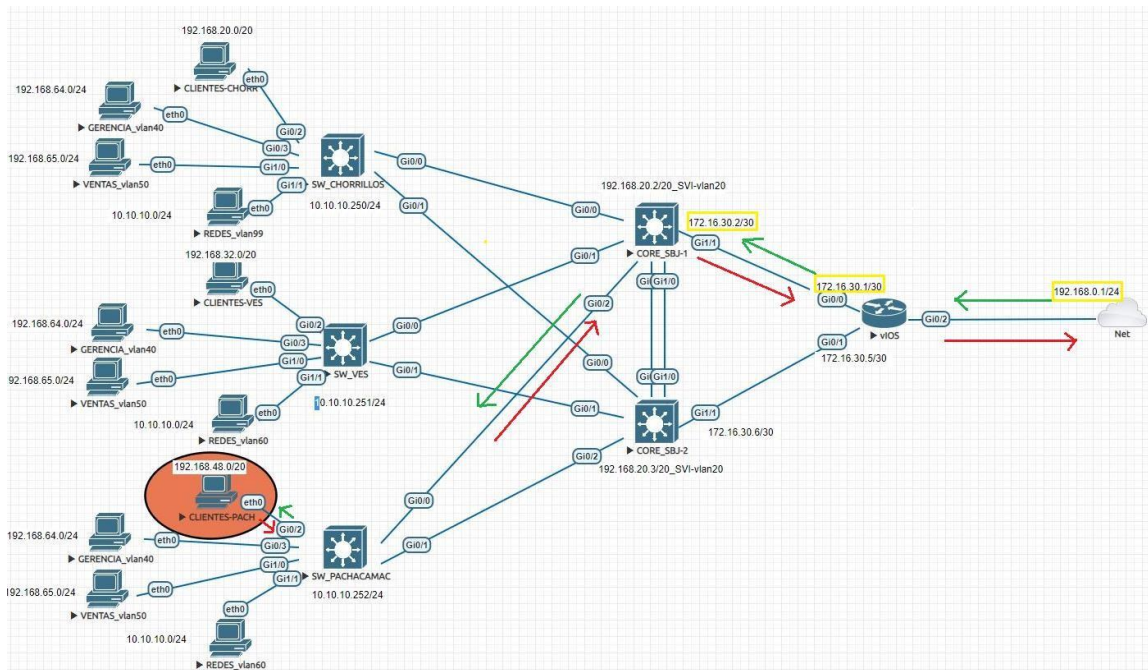 192.168.20.0/20
eth0
CLIENTES-CHORR
192.168.64.0/24
eth0
GERENCIA_vlan40
Gi0/2
Gi0/3
192.168.65.0/24
eth0
VENTAS_vlan50
Gi1/0
Gi1/1
SW_CHORRILLOS
Gi0/0
Gi0/1
10.10.10.0/24
eth0
REDES_vlan99
10.10.10.250/24
192.168.20.2/20_SVI-vlan20
Gi0/0
172.16.30.2/30
Gi1/1
CORE_SBJ-1
Gi0/1
Gi0/2
Gi1/0
192.168.32.0/20
eth0
CLIENTES-VES
192.168.64.0/24
eth0
GERENCIA_vlan40
Gi0/2
Gi0/3
Gi0/0
92.168.65.0/24
eth0
VENTAS_vlan50
Gi1/0
Gi1/1
SW_VES
Gi0/1
10.10.10.0/24
eth0
REDES_vlan60
10.10.10.251/24
172.16.30.1/30
Gi0/0
vIOS
Gi0/2
192.168.0.1/24
Net
Gi0/1
172.16.30.5/30
Gi0/0
Gi1/0
Gi0/1
Gi1/1
172.16.30.6/30
CORE_SBJ-2
Gi0/2
192.168.20.3/20_SVI-vlan20
192.168.48.0/20
eth0
CLIENTES-PACH
Gi0/2
192.168.64.0/24
eth0
GERENCIA_vlan40
Gi0/3
Gi0/0
Gi0/1
192.168.65.0/24
eth0
VENTAS_vlan50
Gi1/0
Gi1/1
SW_PACHACAMAC
10.10.10.252/24
10.10.10.0/24
eth0
REDES_vlan60